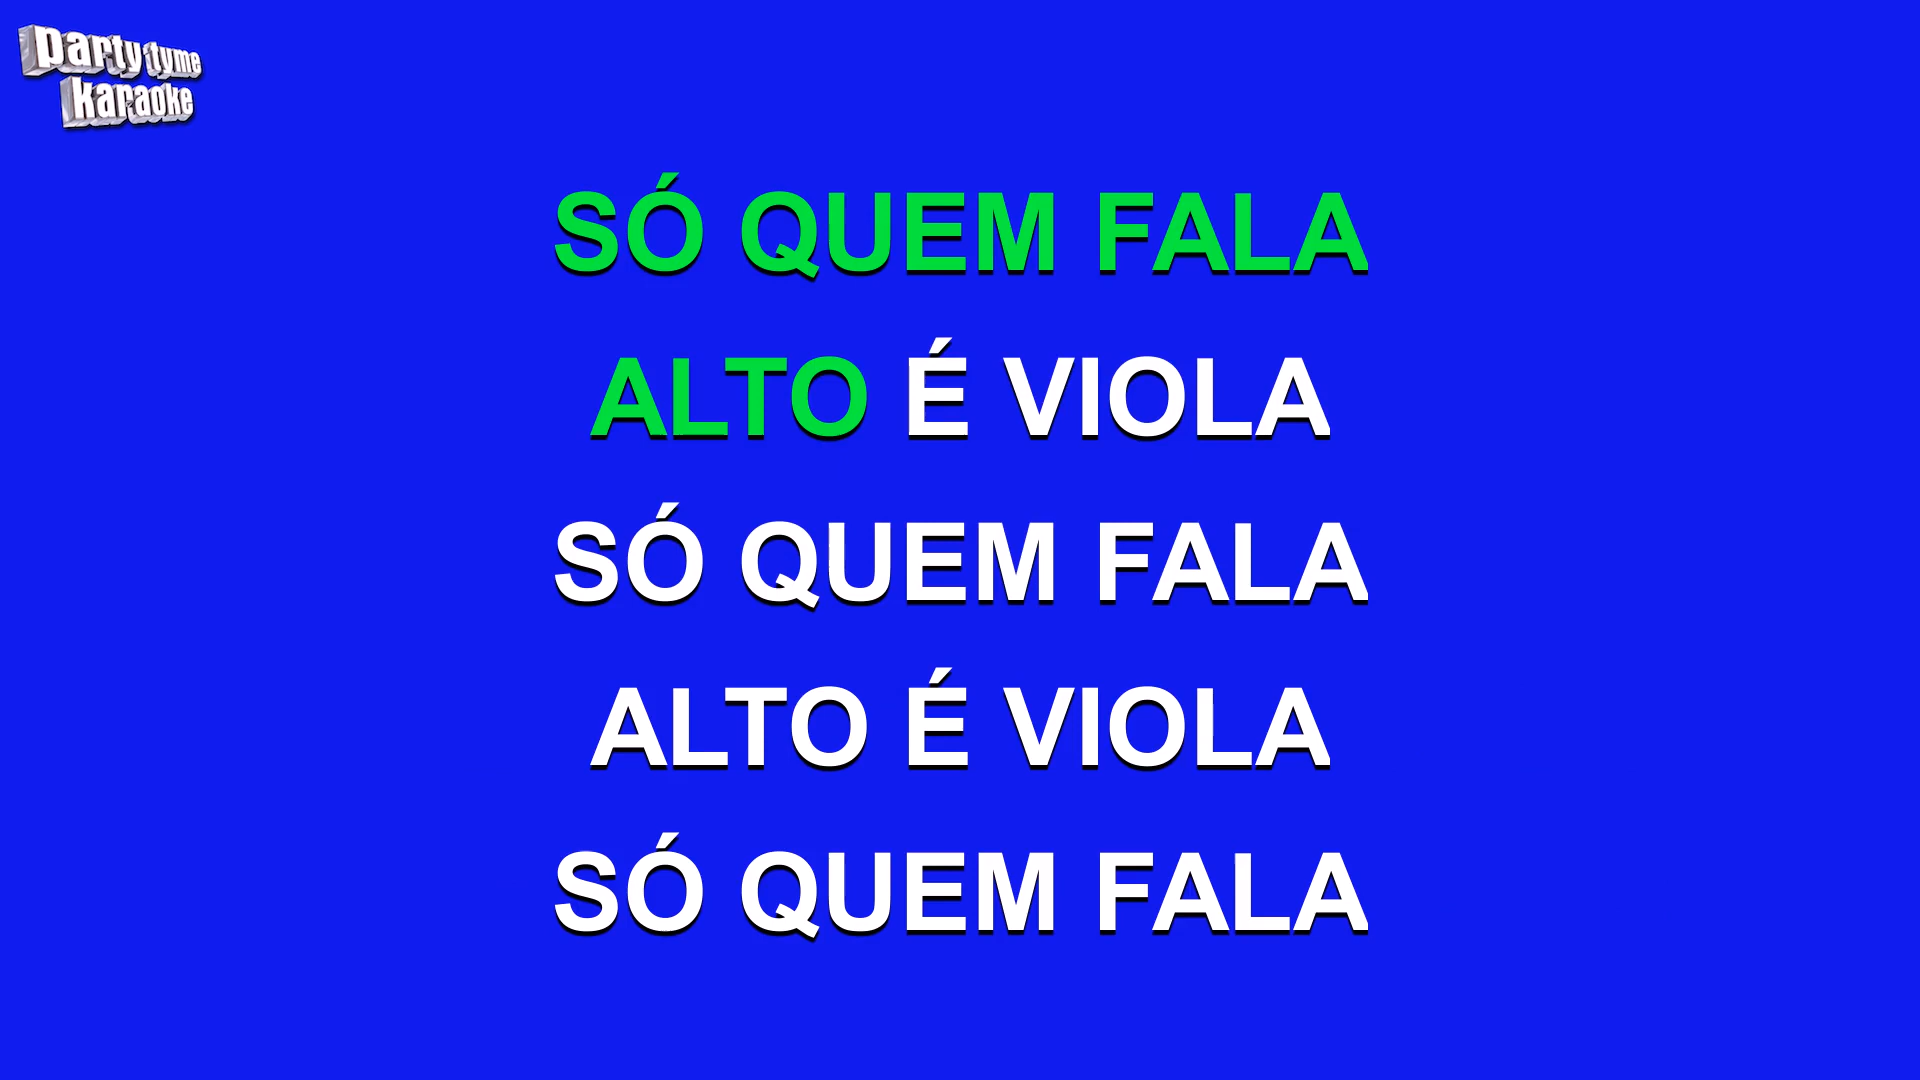 party tyme
karaoke
SÓ QUEM FALA
ALTO É VIOLA
SÓ QUEM FALA
ALTO É VIOLA
SÓ QUEM FALA